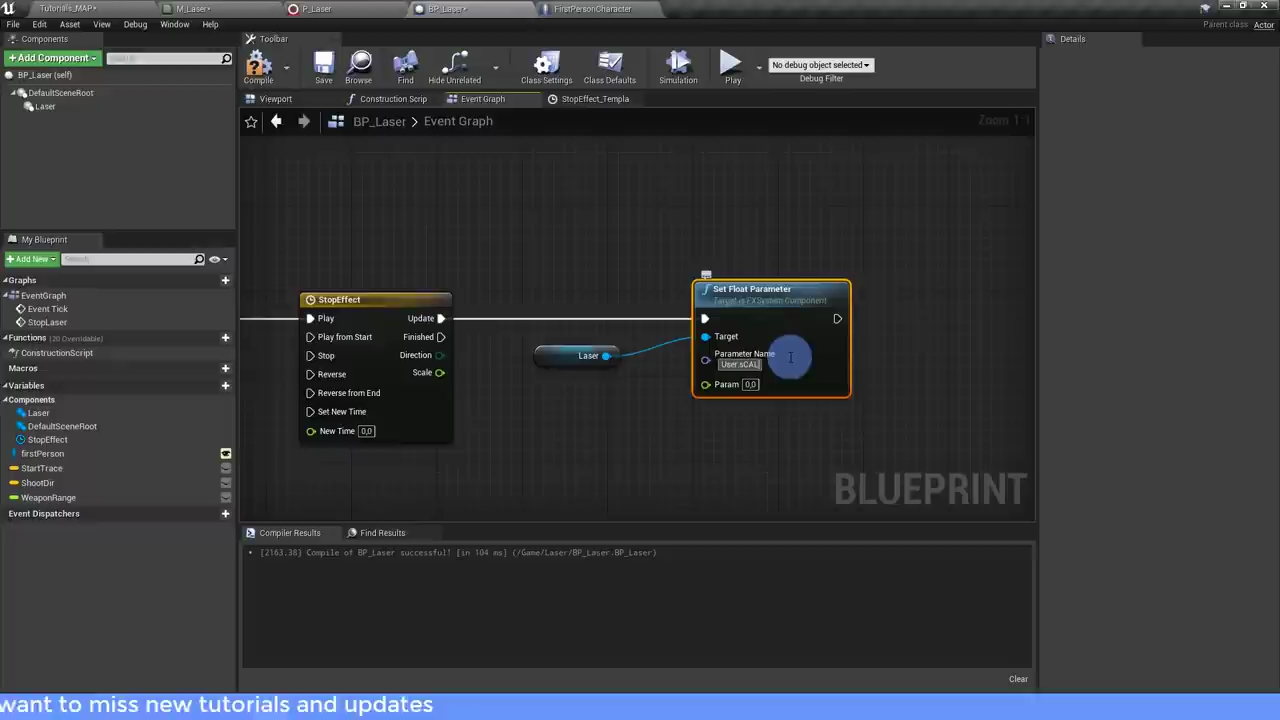 Tutorials_MAP*
M_Laser*
P_Laser
BP_Laser*
FirstPersonCharacter
File Edit Asset View Debug Window Help
Parent class: Actor
Components
Toolbar
Details
+ Add Component
Compile Save Browse Find Hide Unrelated Class Settings Class Defaults Simulation Play
No debug object selected
Debug Filter
BP_Laser (self)
DefaultSceneRoot
Laser
Viewport
Construction Scrip
Event Graph
StopEffect_Templa
BP_Laser > Event Graph
Zoom 1:1
My Blueprint
+ Add New
Search
Graphs
EventGraph
Event Tick
StopLaser
Functions (20 Overridable)
ConstructionScript
Macros
Variables
Components
Laser
DefaultSceneRoot
StopEffect
firstPerson
StartTrace
ShootDir
WeaponRange
Event Dispatchers
StopEffect
Play
Play from Start
Stop
Reverse
Reverse from End
Set New Time
New Time 0,0
Update
Finished
Direction
Scale
Laser
Set Float Parameter
Target is FXSystem Component
Target
Parameter Name
User.sCAL
Param 0,0
BLUEPRINT
Compiler Results
Find Results
[2163.38] Compile of BP_Laser successful! [in 104 ms] (/Game/Laser/BP_Laser.BP_Laser)
Clear
want to miss new tutorials and updates